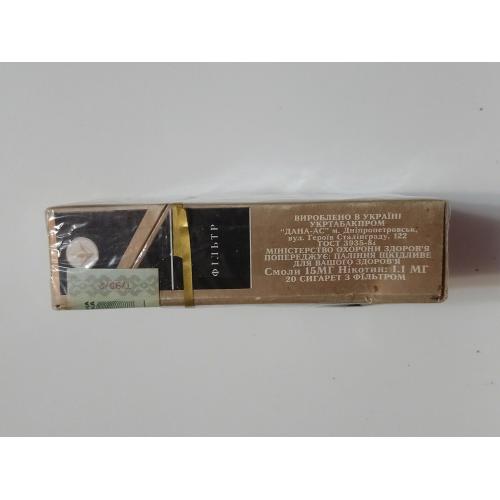 ВИРОБЛЕНО В УКРАЇНІ
УКРТАБАКПРОМ
"ДАНА-АС" м. Дніпропетровськ,
вул. Героїв Сталінграду, 122
ГОСТ 3935-81
МІНІСТЕРСТВО ОХОРОНИ ЗДОРОВ'Я
ПОПЕРЕДЖУЄ: ПАЛІННЯ ШКІДЛИВЕ
ДЛЯ ВАШОГО ЗДОРОВ'Я
Смоли 15МГ Нікотин: 1.1 МГ
20 СИГАРЕТ З ФІЛЬТРОМ
ФІЛЬТР